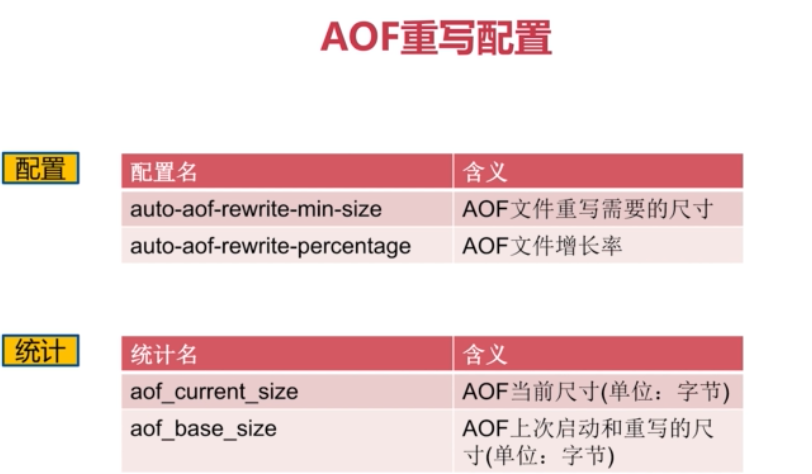 AOF重写配置
配置
配置名 含义
auto-aof-rewrite-min-size AOF文件重写需要的尺寸
auto-aof-rewrite-percentage AOF文件增长率
统计
统计名 含义
aof_current_size AOF当前尺寸(单位：字节)
aof_base_size AOF上次启动和重写的尺
寸(单位：字节)